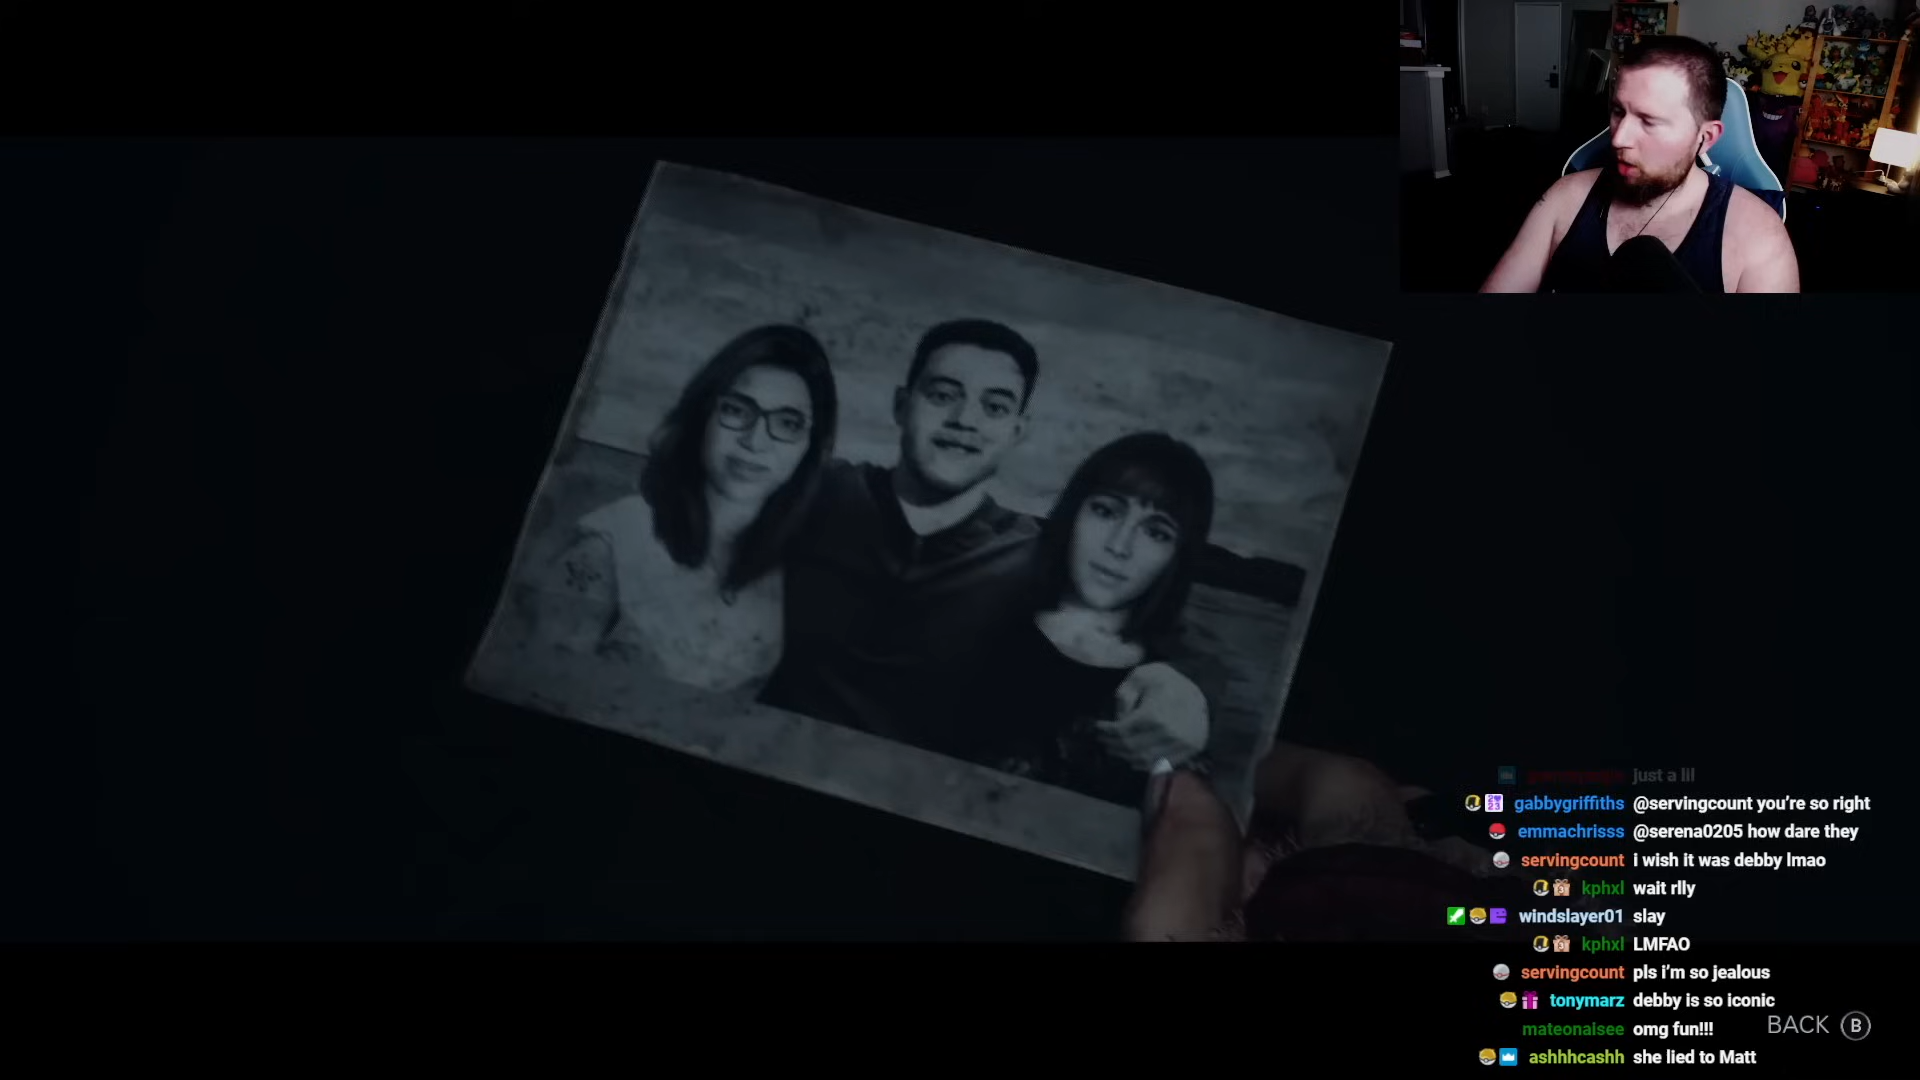 just a lil
gabbygriffiths @servingcount you're so right
emmachrisss @serena0205 how dare they
servingcount i wish it was debby lmao
kphxl wait rlly
windslayer01 slay
kphxl LMFAO
servingcount pls i'm so jealous
tonymarz debby is so iconic
mateonaisee omg fun!!!
BACK B
ashhhcashh she lied to Matt